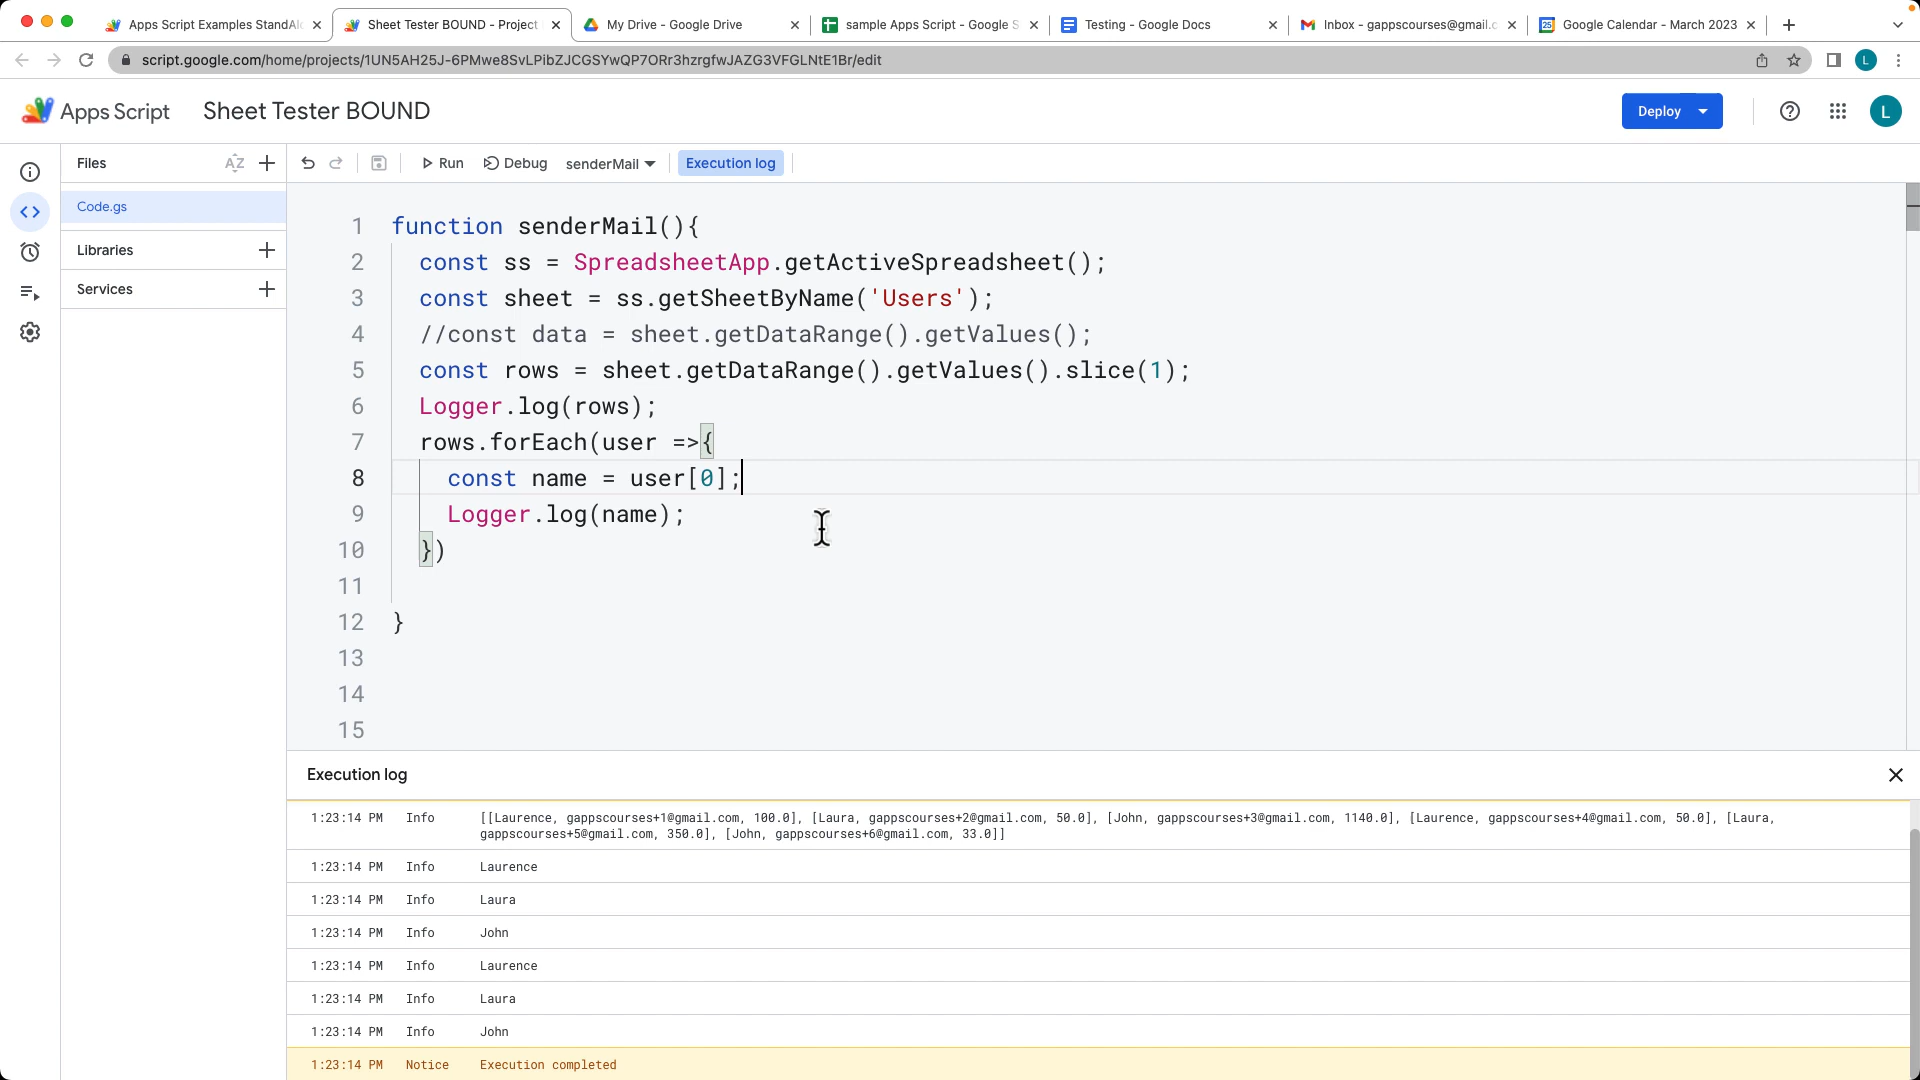 Apps Script Examples StandAl
Sheet Tester BOUND - Project
My Drive - Google Drive
sample Apps Script - Google S
Testing - Google Docs
Inbox - gappscourses@gmail.c
Google Calendar - March 2023
script.google.com/home/projects/1UN5AH25J-6PMwe8SvLPibZJCGSYwQP7ORr3hzrgfwJAZG3VFGLNtE1Br/edit
L
Apps Script
Sheet Tester BOUND
Deploy
L
Files
AZ
Run
Debug
senderMail
Execution log
Code.gs
Libraries
Services
1 function senderMail(){
2 const ss = SpreadsheetApp.getActiveSpreadsheet();
3 const sheet = ss.getSheetByName('Users');
4 //const data = sheet.getDataRange().getValues();
5 const rows = sheet.getDataRange().getValues().slice(1);
6 Logger.log(rows);
7 rows.forEach(user =>{
8 const name = user[0];
9 Logger.log(name);
10 })
11
12 }
13
14
15
Execution log
1:23:14 PM Info [[Laurence, gappscourses+1@gmail.com, 100.0], [Laura, gappscourses+2@gmail.com, 50.0], [John, gappscourses+3@gmail.com, 1140.0], [Laurence, gappscourses+4@gmail.com, 50.0], [Laura,
gappscourses+5@gmail.com, 350.0], [John, gappscourses+6@gmail.com, 33.0]]
1:23:14 PM Info Laurence
1:23:14 PM Info Laura
1:23:14 PM Info John
1:23:14 PM Info Laurence
1:23:14 PM Info Laura
1:23:14 PM Info John
1:23:14 PM Notice Execution completed